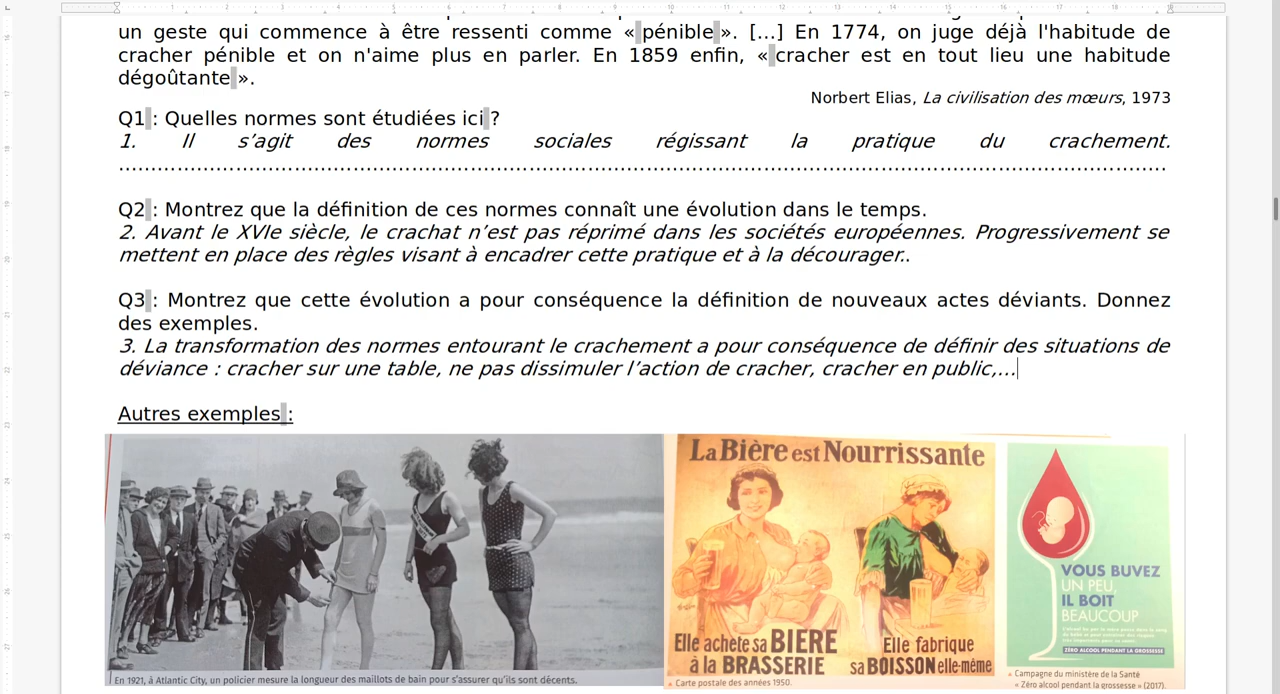 un geste qui commence à être ressenti comme « pénible ». [...] En 1774, on juge déjà l'habitude de
cracher pénible et on n'aime plus en parler. En 1859 enfin, « cracher est en tout lieu une habitude
dégoûtante ».
Norbert Elias, La civilisation des mœurs, 1973
Q1 : Quelles normes sont étudiées ici ?
1. Il s’agit des normes sociales régissant la pratique du crachement.
Q2 : Montrez que la définition de ces normes connaît une évolution dans le temps.
2. Avant le XVIe siècle, le crachat n’est pas réprimé dans les sociétés européennes. Progressivement se
mettent en place des règles visant à encadrer cette pratique et à la décourager..
Q3 : Montrez que cette évolution a pour conséquence la définition de nouveaux actes déviants. Donnez
des exemples.
3. La transformation des normes entourant le crachement a pour conséquence de définir des situations de
déviance : cracher sur une table, ne pas dissimuler l’action de cracher, cracher en public,...
Autres exemples :
En 1921, à Atlantic City, un policier mesure la longueur des maillots de bain pour s'assurer qu'ils sont décents.
La Bière est Nourrissante
Elle achete sa BIERE
à la BRASSERIE
Elle fabrique
sa BOISSON elle-même
Carte postale des années 1950.
VOUS BUVEZ
UN PEU,
IL BOIT
BEAUCOUP
ZÉRO ALCOOL PENDANT LA GROSSESSE
Campagne du ministère de la Santé
« Zéro alcool pendant la grossesse » (2017).